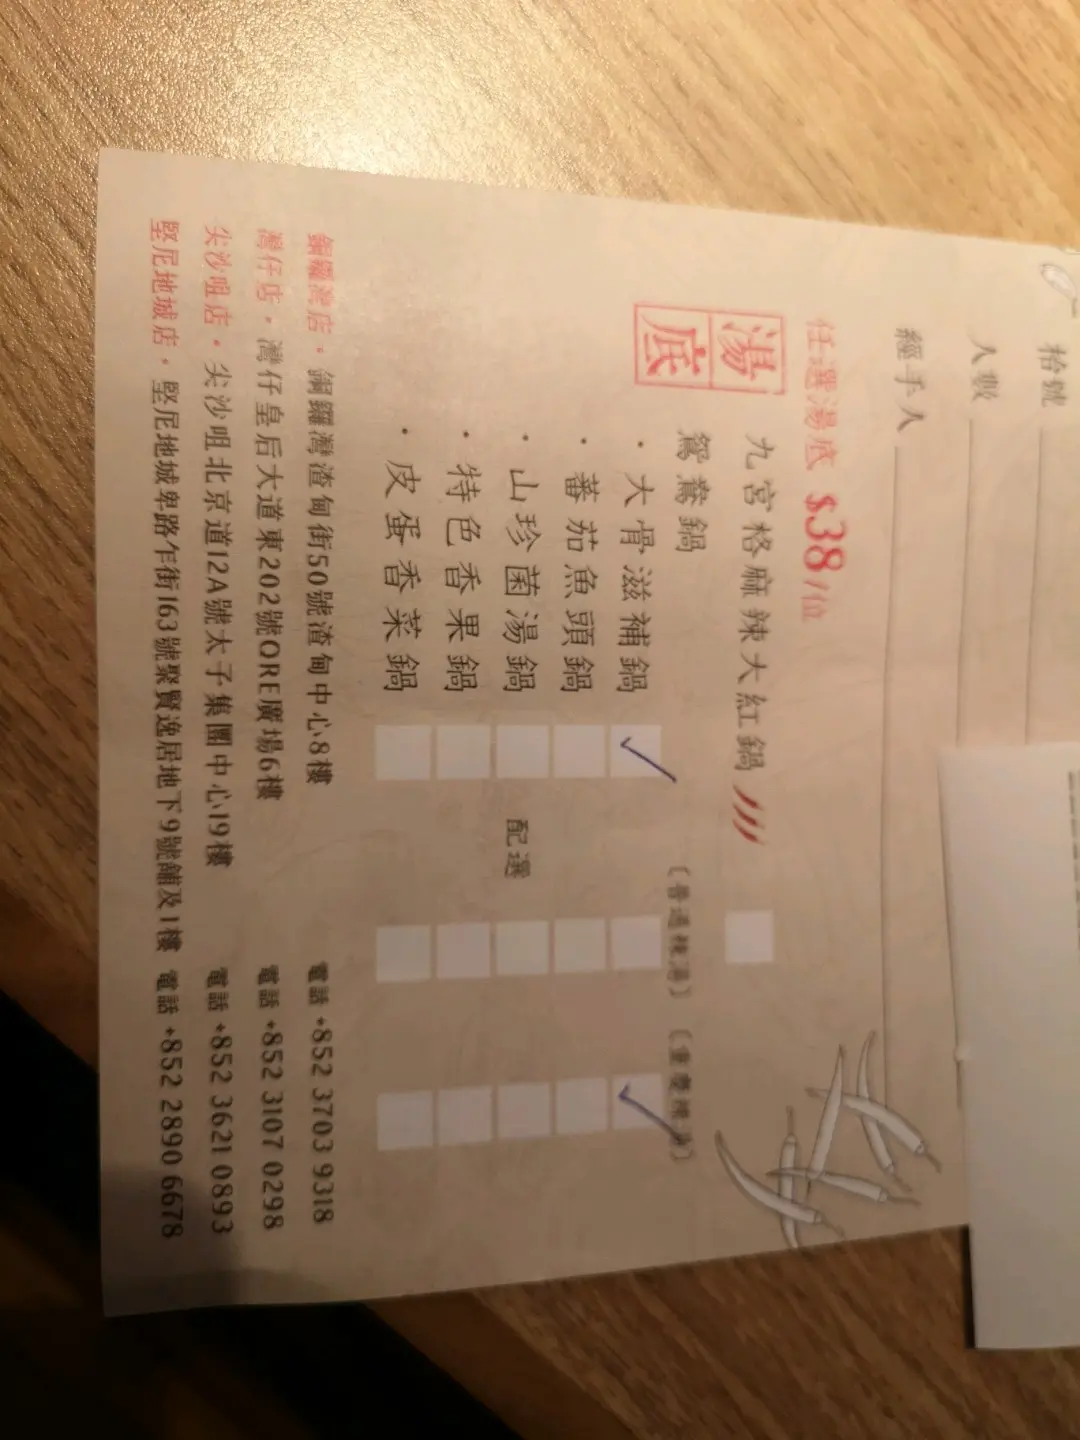 枱號
人數
經手人
任選湯底 $38/位
湯底
九宮格麻辣大紅鍋
鴛鴦鍋
(普通辣湯) (重慶辣湯)
· 大骨滋補鍋
· 蕃茄魚頭鍋
· 山珍菌湯鍋 配選
· 特色香果鍋
· 皮蛋香菜鍋
銅鑼灣店·銅鑼灣渣甸街50號渣甸中心8樓 電話 +852 3703 9318
灣仔店·灣仔皇后大道東202號QRE廣場6樓 電話 +852 3107 0298
尖沙咀店·尖沙咀北京道12A號太子集團中心19樓 電話 +852 3621 0893
堅尼地城店·堅尼地城卑路乍街163號聚賢逸居地下9號舖及1樓 電話 +852 2890 6678